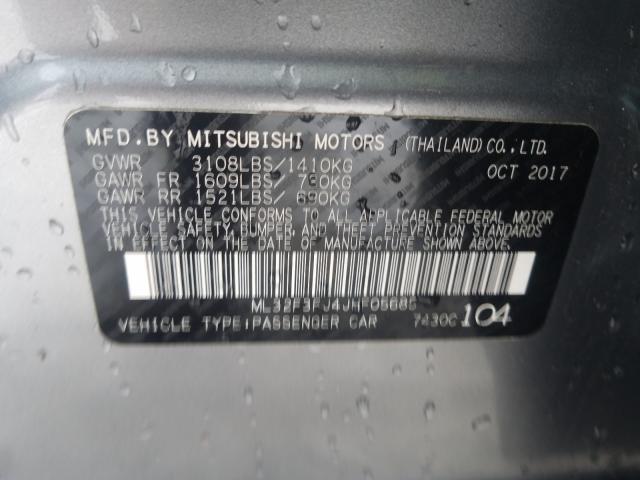 MFD.BY MITSUBISHI MOTORS (THAILAND) CO.,LTD.
GVWR 3108LBS/1410KG OCT 2017
GAWR FR 1609LBS/ 730KG
GAWR RR 1521LBS/ 690KG
THIS VEHICLE CONFORMS TO ALL APPLICABLE FEDERAL MOTOR
VEHICLE SAFETY, BUMPER, AND THEFT PREVENTION STANDARDS
IN EFFECT ON THE DATE OF MANUFACTURE SHOWN ABOVE.
VEHICLE TYPE:PASSENGER CAR 7430C 104